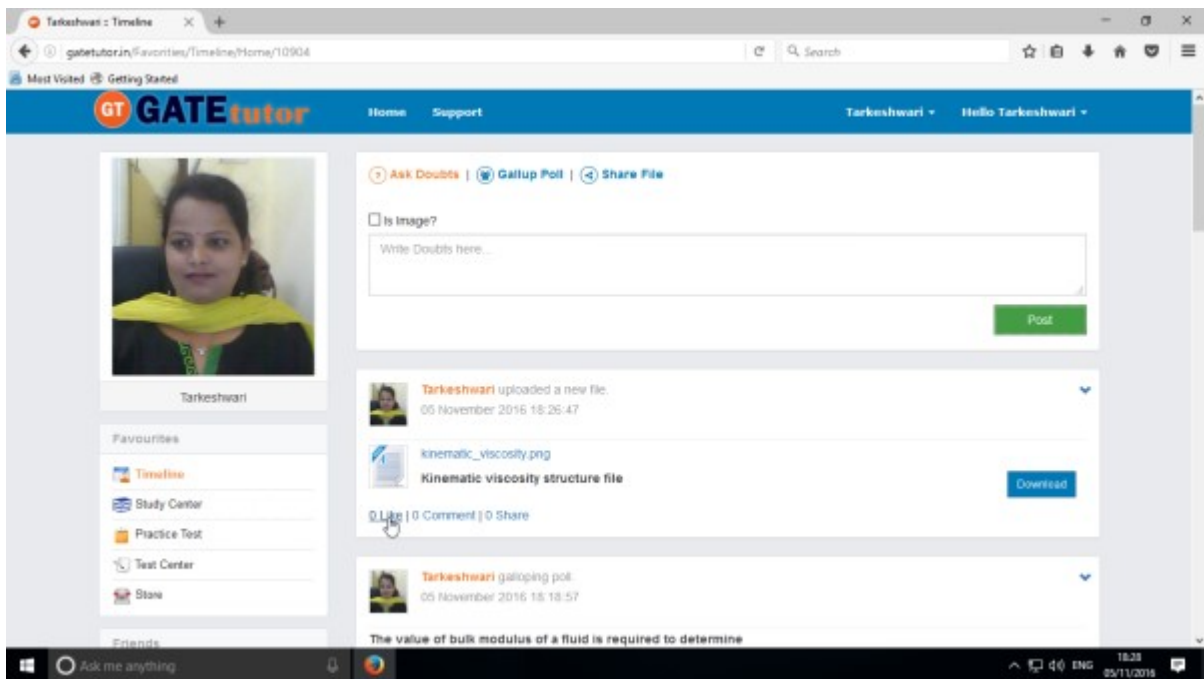 Tarkeshwari :: Timeline
gatetutor.in/Favorities/Timeline/Home/10904
Search
Most Visited Getting Started
GT GATEtutor Home Support Tarkeshwari Hello Tarkeshwari
Ask Doubts | Gallup Poll | Share File
Is Image?
Write Doubts here...
Post
Tarkeshwari
Tarkeshwari uploaded a new file.
05 November 2016 18:26:47
kinematic_viscosity.png
Kinematic viscosity structure file
Download
0 Like | 0 Comment | 0 Share
Favourites
Timeline
Study Center
Practice Test
Test Center
Store
Friends
Tarkeshwari galloping poll.
05 November 2016 18:18:57
The value of bulk modulus of a fluid is required to determine
Ask me anything
ENG
18:28
05/11/2016